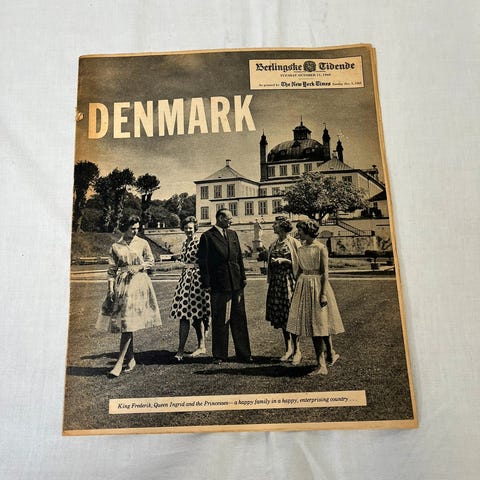 Berlingske Tidende
TUESDAY OCTOBER 11, 1960
As printed by The New York Times Sunday Oct. 9, 1960
DENMARK
King Frederik, Queen Ingrid and the Princesses—a happy family in a happy, enterprising country . . .